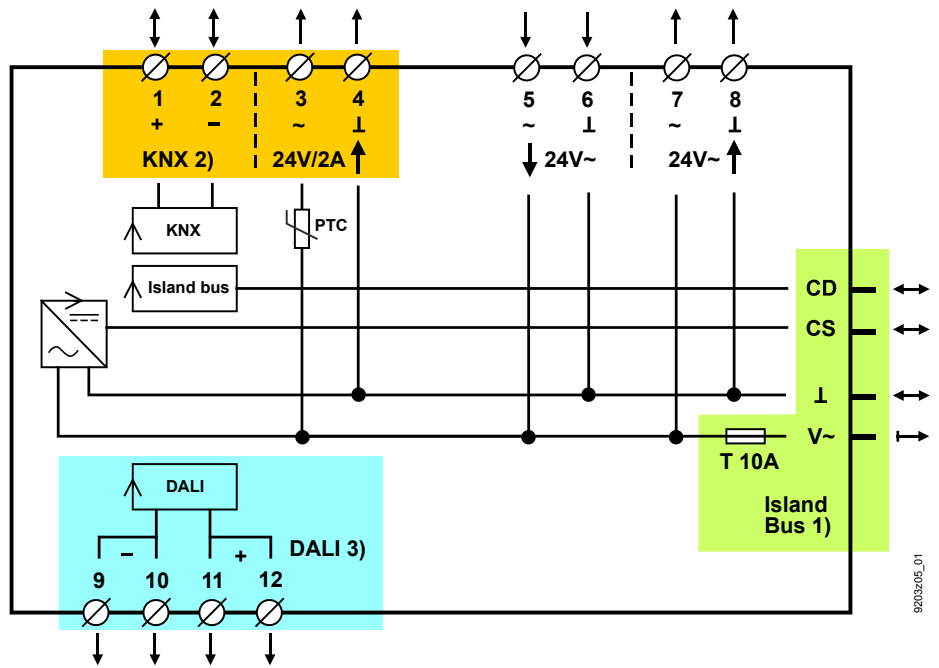 1 2 3 4 5 6 7 8
+ − ~ ⊥ ~ ⊥ ~ ⊥
KNX 2) 24V/2A 24V~ 24V~
KNX
PTC
Island bus
CD
CS
⊥
V~
T 10A
Island
Bus 1)
DALI
− +
DALI 3)
9 10 11 12
9203z05_01